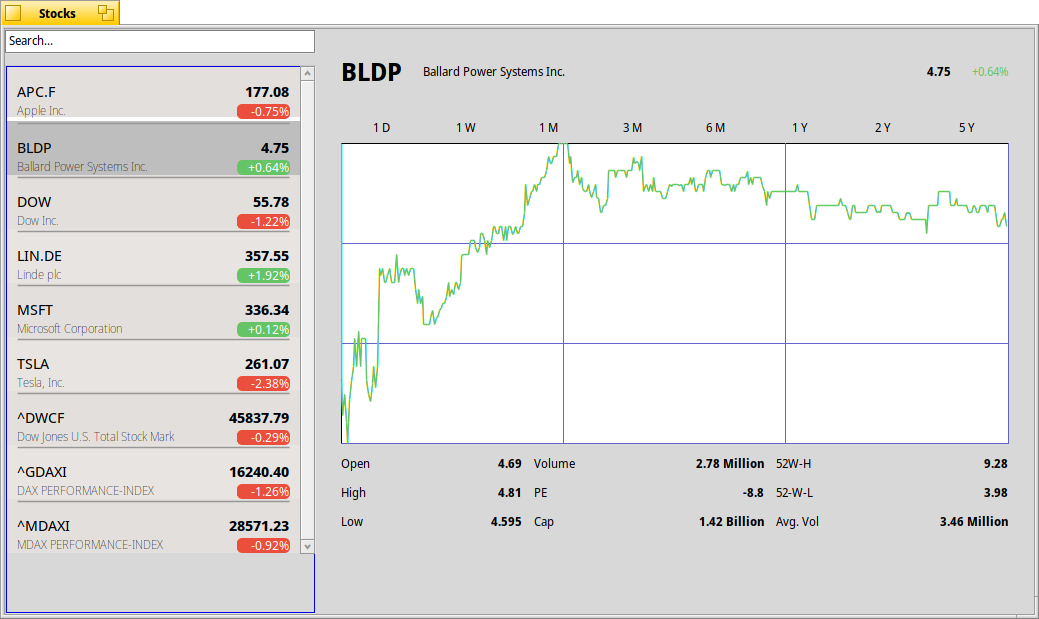 Stocks
Search...
APC.F 177.08
Apple Inc. -0.75%
BLDP 4.75
Ballard Power Systems Inc. +0.64%
DOW 55.78
Dow Inc. -1.22%
LIN.DE 357.55
Linde plc +1.92%
MSFT 336.34
Microsoft Corporation +0.12%
TSLA 261.07
Tesla, Inc. -2.38%
^DWCF 45837.79
Dow Jones U.S. Total Stock Mark -0.29%
^GDAXI 16240.40
DAX PERFORMANCE-INDEX -1.26%
^MDAXI 28571.23
MDAX PERFORMANCE-INDEX -0.92%
BLDP Ballard Power Systems Inc. 4.75 +0.64%
1 D 1 W 1 M 3 M 6 M 1 Y 2 Y 5 Y
Open 4.69 Volume 2.78 Million 52W-H 9.28
High 4.81 PE -8.8 52-W-L 3.98
Low 4.595 Cap 1.42 Billion Avg. Vol 3.46 Million